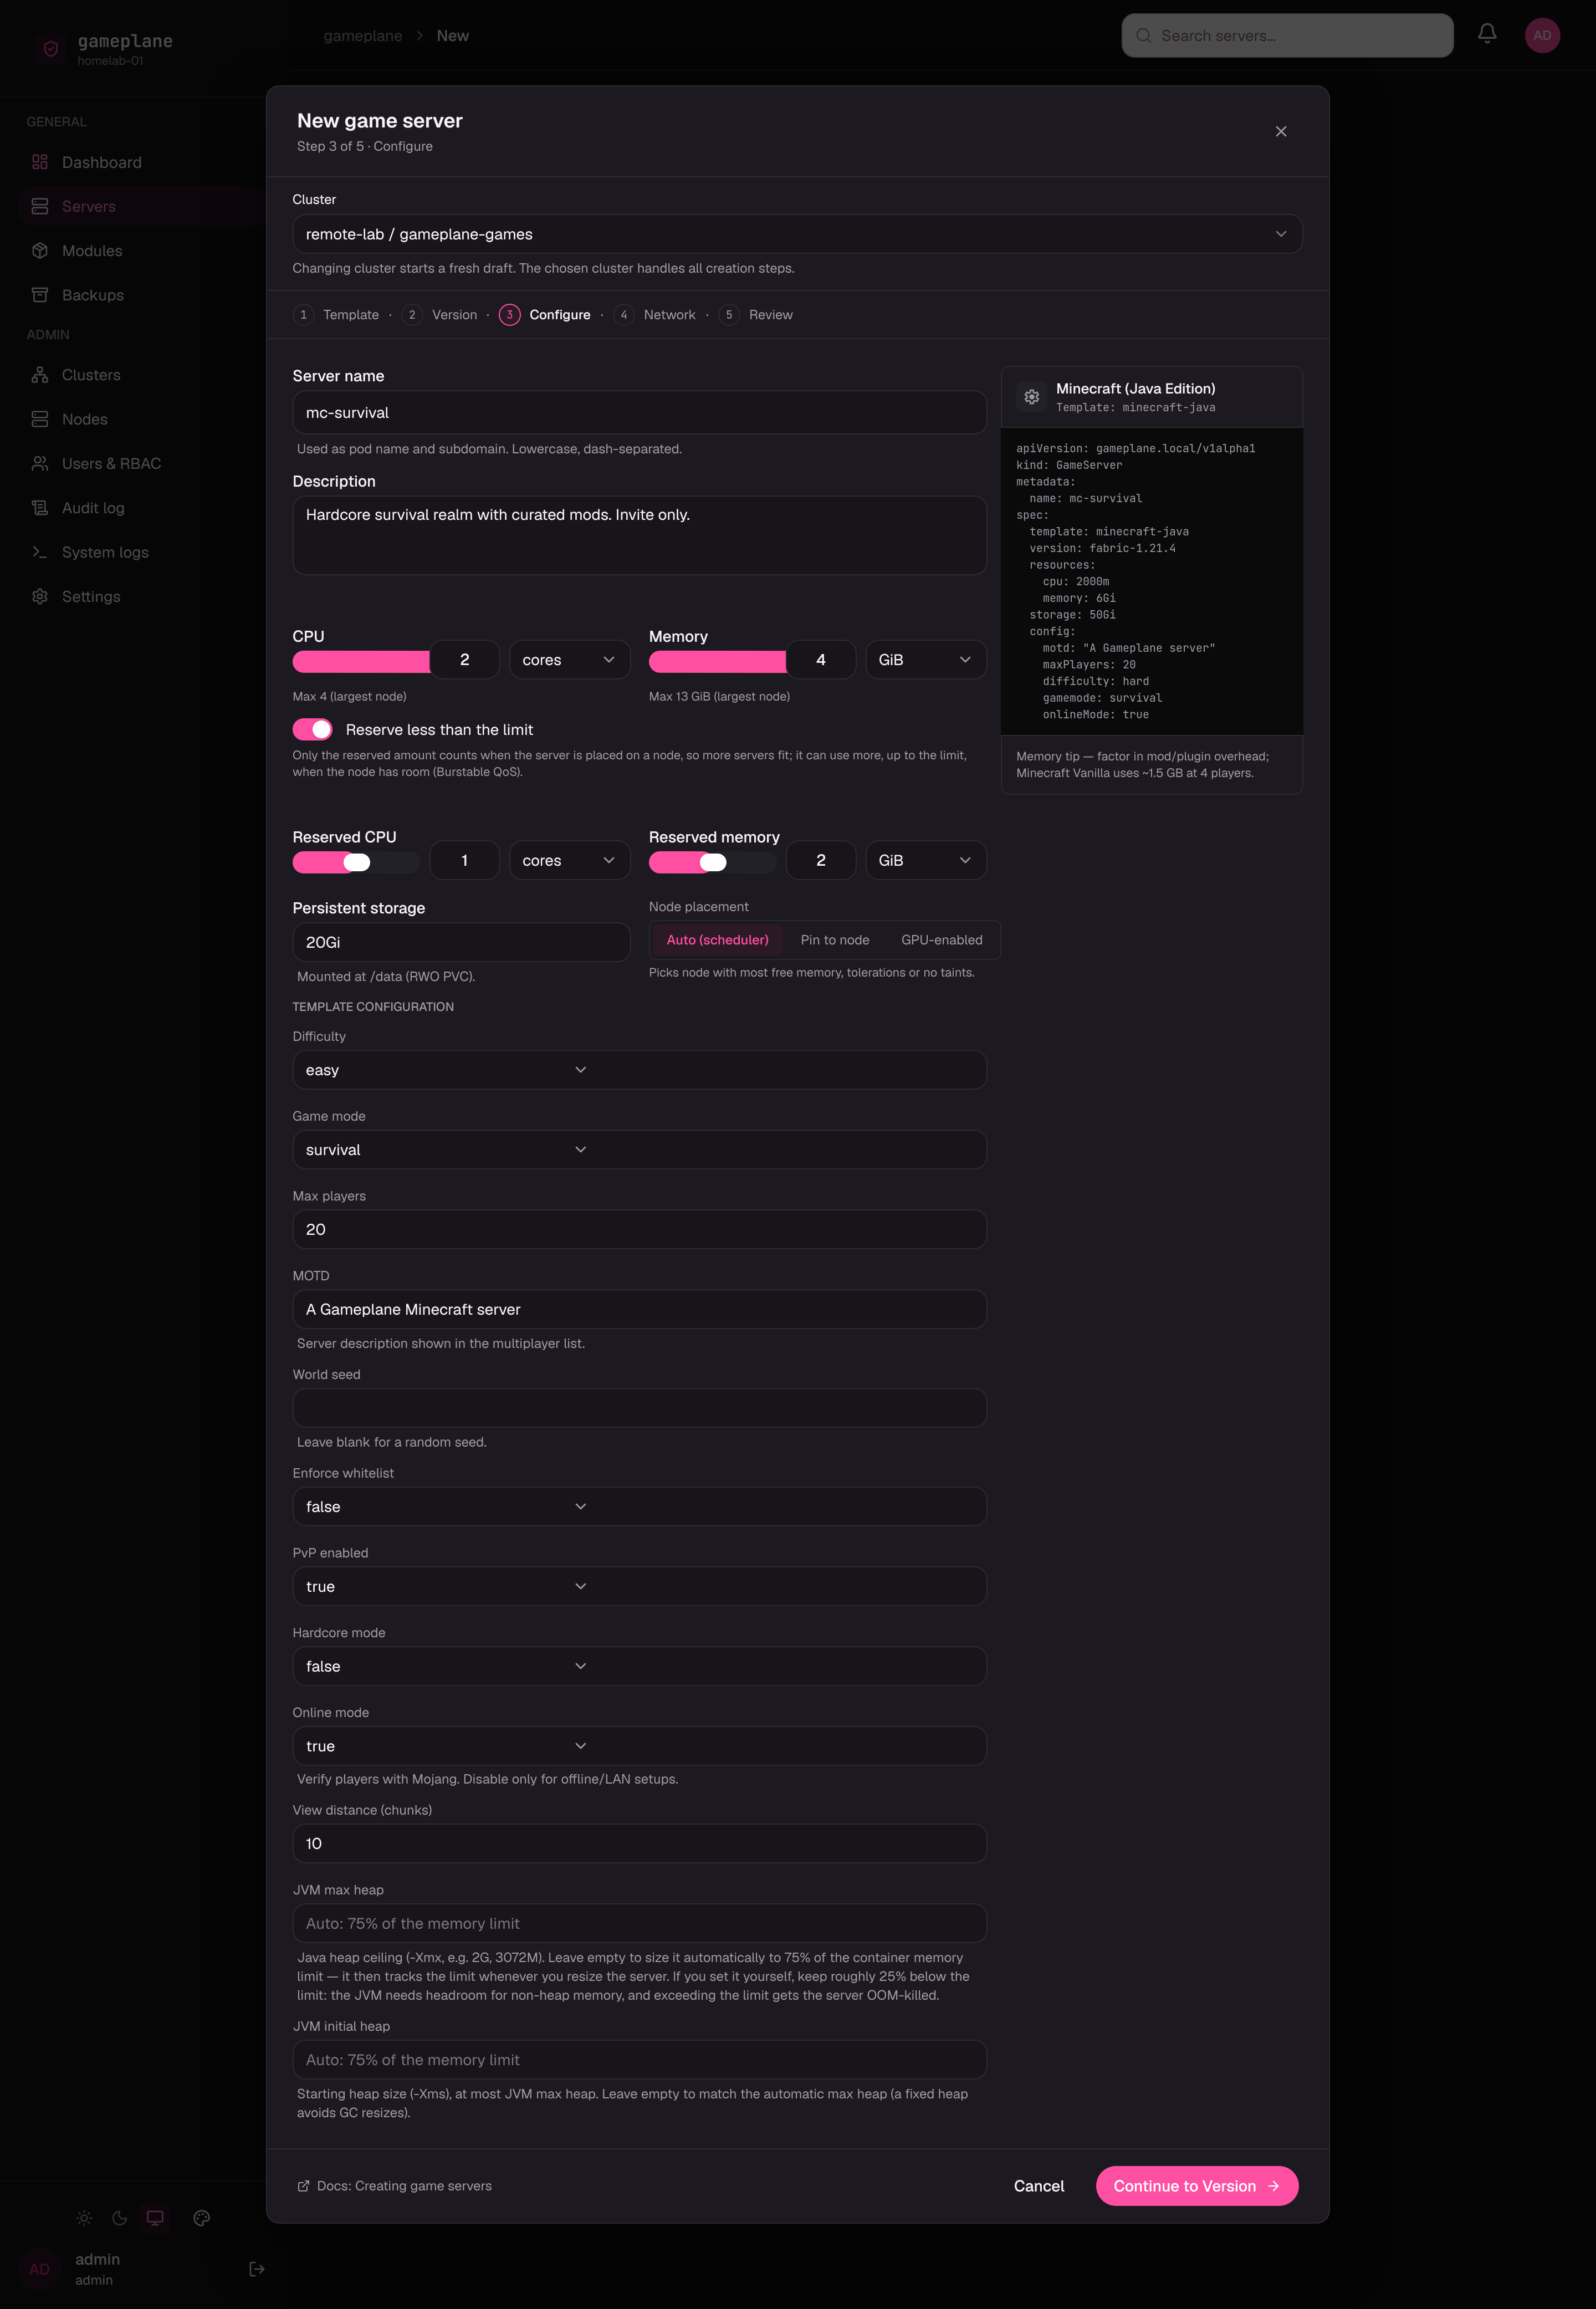 gameplane
homelab-01
gameplane > New
Search servers...
AD
GENERAL
Dashboard
Servers
Modules
Backups
ADMIN
Clusters
Nodes
Users & RBAC
Audit log
System logs
Settings
New game server
Step 3 of 5 · Configure
Cluster
remote-lab / gameplane-games
Changing cluster starts a fresh draft. The chosen cluster handles all creation steps.
1 Template · 2 Version · 3 Configure · 4 Network · 5 Review
Server name
mc-survival
Used as pod name and subdomain. Lowercase, dash-separated.
Description
Hardcore survival realm with curated mods. Invite only.
CPU
2 cores
Max 4 (largest node)
Memory
4 GiB
Max 13 GiB (largest node)
Reserve less than the limit
Only the reserved amount counts when the server is placed on a node, so more servers fit; it can use more, up to the limit,
when the node has room (Burstable QoS).
Reserved CPU
1 cores
Reserved memory
2 GiB
Persistent storage
20Gi
Mounted at /data (RWO PVC).
Node placement
Auto (scheduler) Pin to node GPU-enabled
Picks node with most free memory, tolerations or no taints.
TEMPLATE CONFIGURATION
Difficulty
easy
Game mode
survival
Max players
20
MOTD
A Gameplane Minecraft server
Server description shown in the multiplayer list.
World seed
Leave blank for a random seed.
Enforce whitelist
false
PvP enabled
true
Hardcore mode
false
Online mode
true
Verify players with Mojang. Disable only for offline/LAN setups.
View distance (chunks)
10
JVM max heap
Auto: 75% of the memory limit
Java heap ceiling (-Xmx, e.g. 2G, 3072M). Leave empty to size it automatically to 75% of the container memory
limit — it then tracks the limit whenever you resize the server. If you set it yourself, keep roughly 25% below the
limit: the JVM needs headroom for non-heap memory, and exceeding the limit gets the server OOM-killed.
JVM initial heap
Auto: 75% of the memory limit
Starting heap size (-Xms), at most JVM max heap. Leave empty to match the automatic max heap (a fixed heap
avoids GC resizes).
Minecraft (Java Edition)
Template: minecraft-java
apiVersion: gameplane.local/v1alpha1
kind: GameServer
metadata:
  name: mc-survival
spec:
  template: minecraft-java
  version: fabric-1.21.4
  resources:
    cpu: 2000m
    memory: 6Gi
  storage: 50Gi
  config:
    motd: "A Gameplane server"
    maxPlayers: 20
    difficulty: hard
    gamemode: survival
    onlineMode: true
Memory tip — factor in mod/plugin overhead;
Minecraft Vanilla uses ~1.5 GB at 4 players.
Docs: Creating game servers
Cancel
Continue to Version
AD
admin
admin